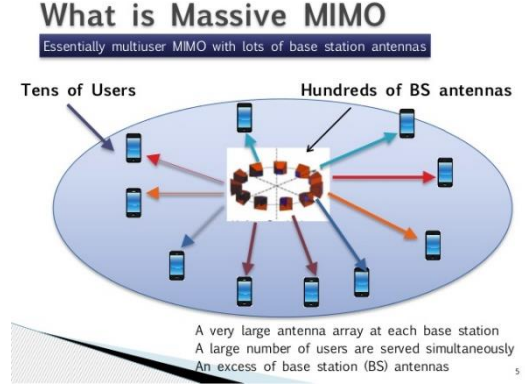 What is Massive MIMO
Essentially multiuser MIMO with lots of base station antennas
Tens of Users
Hundreds of BS antennas
A very large antenna array at each base station
A large number of users are served simultaneously
An excess of base station (BS) antennas
5